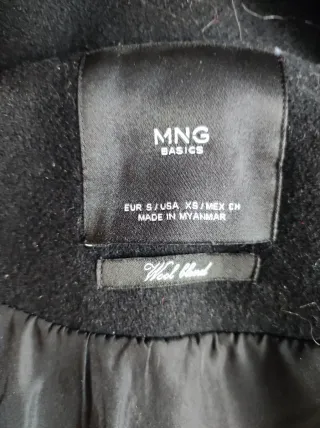 MNG
BASICS
EUR S / USA XS / MEX CH
MADE IN MYANMAR
Wool blend